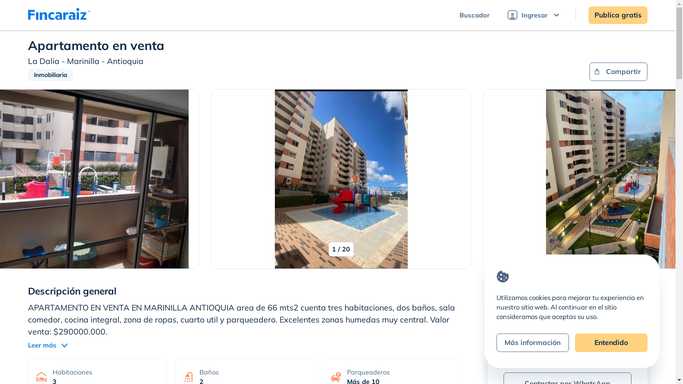 Fincaraiz
Buscador
Ingresar
Publica gratis
Apartamento en venta
La Dalia - Marinilla - Antioquia
Inmobiliaria
Compartir
1 / 20
Descripción general
APARTAMENTO EN VENTA EN MARINILLA ANTIOQUIA area de 66 mts2 cuenta tres habitaciones, dos baños, sala
comedor, cocina integral, zona de ropas, cuarto util y parqueadero. Excelentes zonas humedas muy central. Valor
venta: $290000.000.
Leer más
Habitaciones
3
Baños
2
Parqueaderos
Más de 10
Utilizamos cookies para mejorar tu experiencia en
nuestro sitio web. Al continuar en el sitio
consideramos que aceptas su uso.
Más información
Entendido
Contactar por WhatsApp